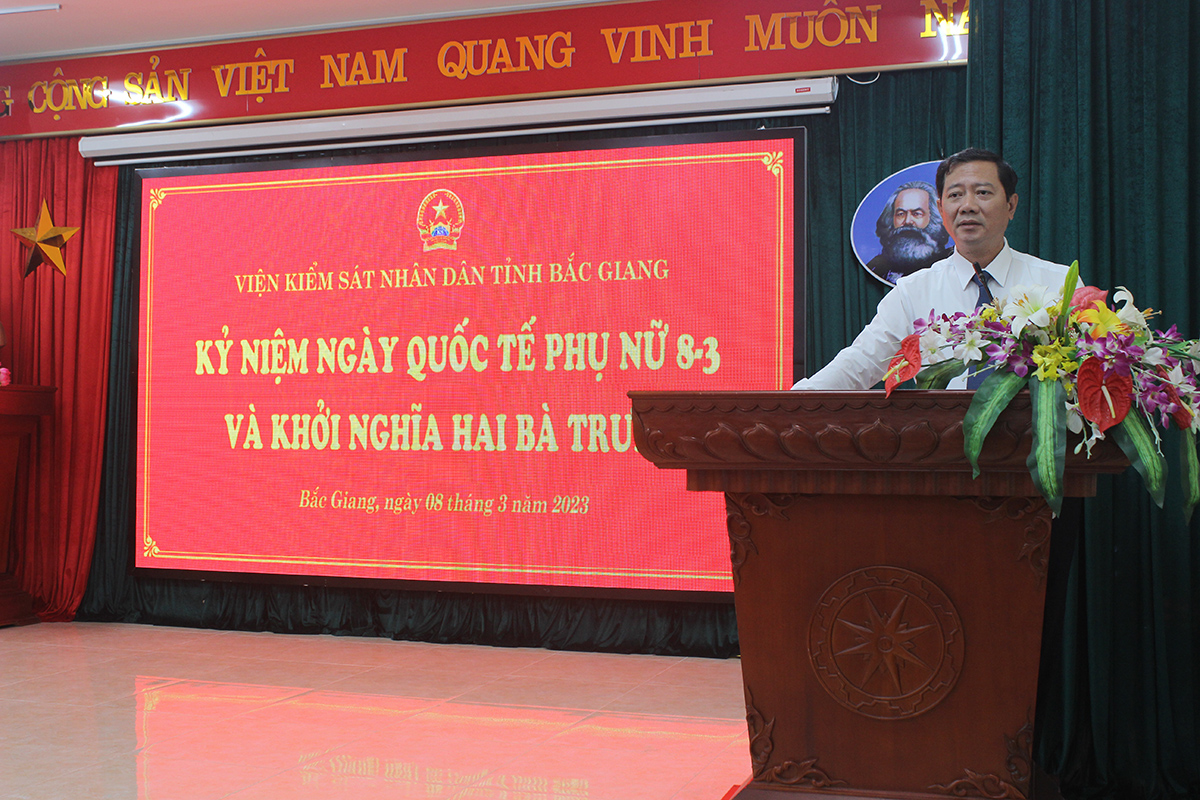 CỘNG SẢN VIỆT NAM QUANG VINH MUÔN
VIỆN KIỂM SÁT NHÂN DÂN TỈNH BẮC GIANG
KỶ NIỆM NGÀY QUỐC TẾ PHỤ NỮ 8-3
VÀ KHỞI NGHĨA HAI BÀ
Bắc Giang, ngày 08 tháng 3 năm 2023